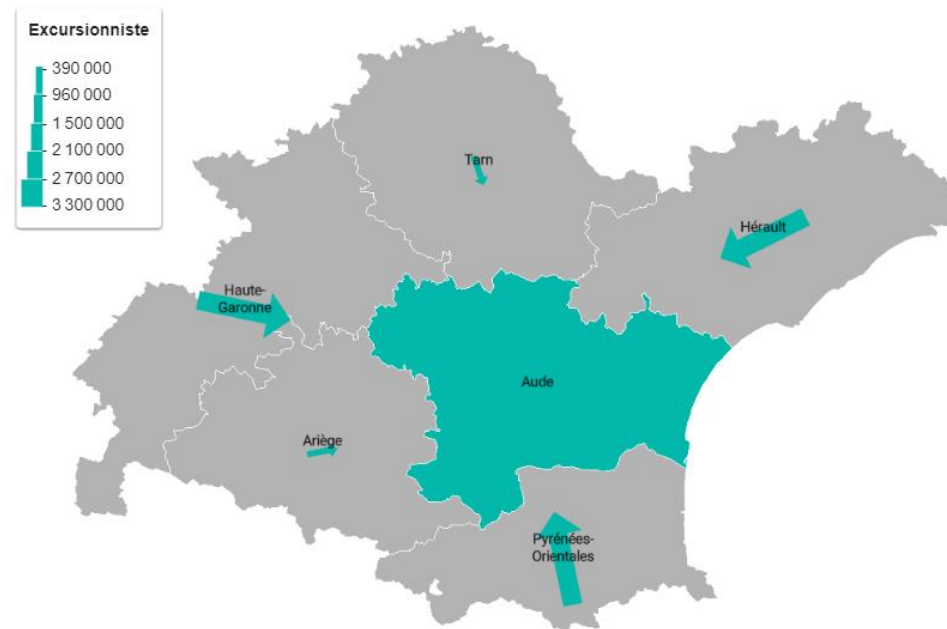 Excursionniste
390 000
960 000
1 500 000
2 100 000
2 700 000
3 300 000
Tarn
Hérault
Haute-
Garonne
Aude
Ariège
Pyrénées-
Orientales